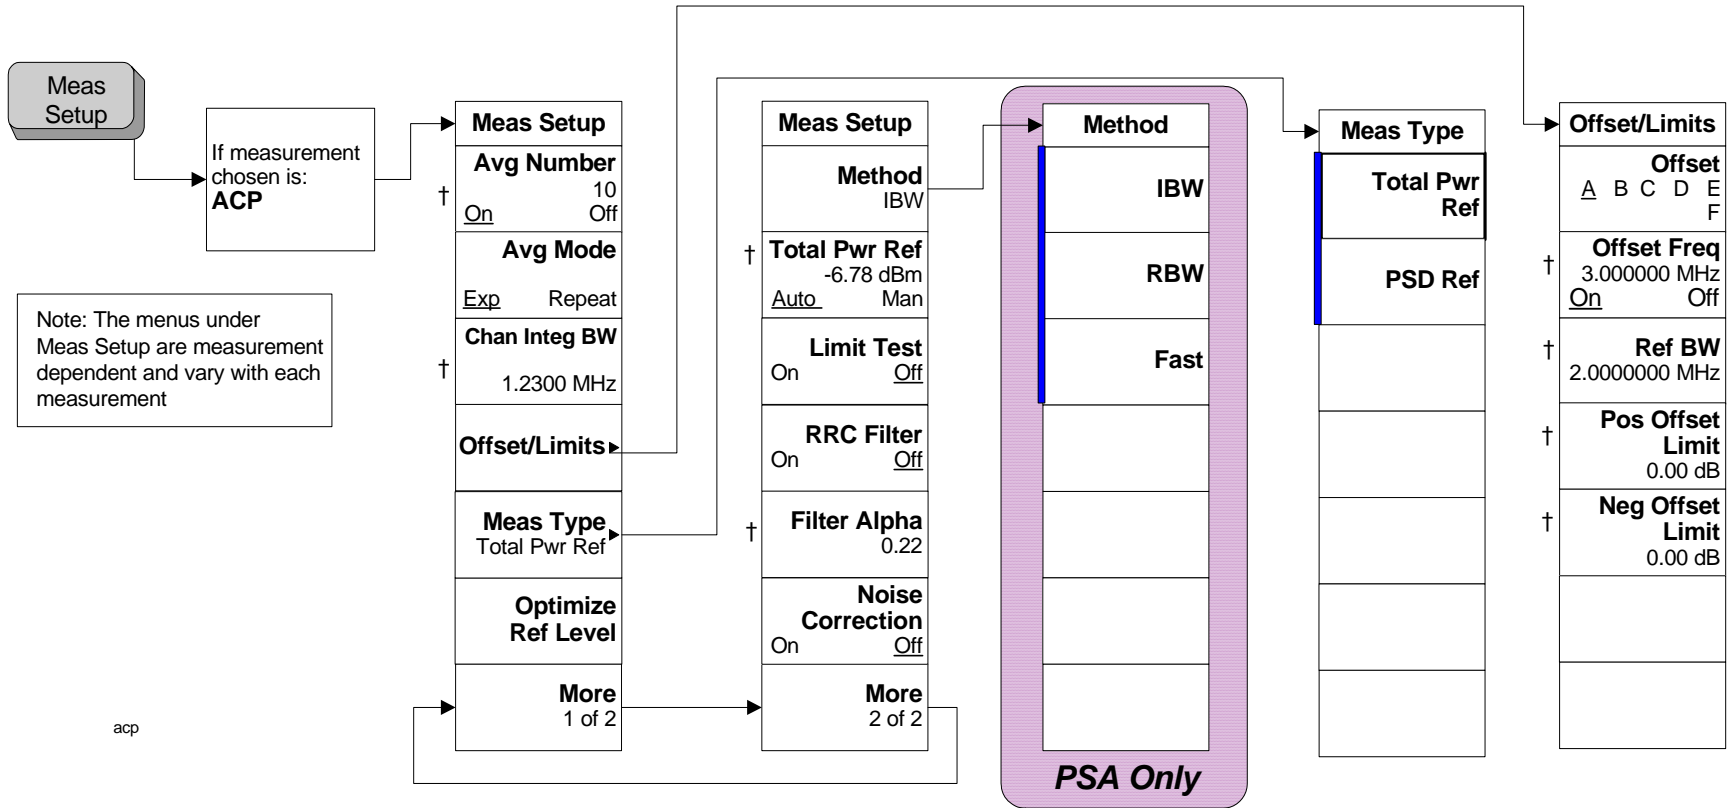 Meas
Setup
If measurement
chosen is:
ACP
Note: The menus under
Meas Setup are measurement
dependent and vary with each
measurement
acp
Meas Setup
Avg Number
†
10
On Off
Avg Mode
Exp Repeat
Chan Integ BW
†
1.2300 MHz
Offset/Limits
Meas Type
Total Pwr Ref
Optimize
Ref Level
More
1 of 2
Meas Setup
Method
IBW
† Total Pwr Ref
-6.78 dBm
Auto Man
Limit Test
On Off
RRC Filter
On Off
† Filter Alpha
0.22
Noise
Correction
On Off
More
2 of 2
Method
IBW
RBW
Fast
PSA Only
Meas Type
Total Pwr
Ref
PSD Ref
Offset/Limits
Offset
A B C D E
F
† Offset Freq
3.000000 MHz
On Off
† Ref BW
2.0000000 MHz
Pos Offset
† Limit
0.00 dB
Neg Offset
† Limit
0.00 dB